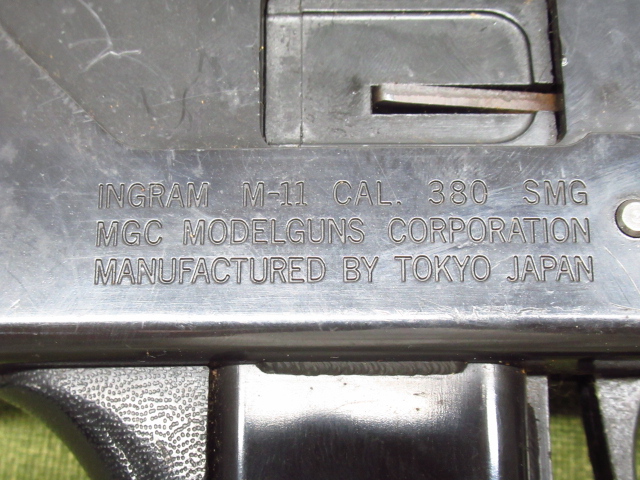 INGRAM M-11 CAL. 380 SMG
MGC MODELGUNS CORPORATION
MANUFACTURED BY TOKYO JAPAN